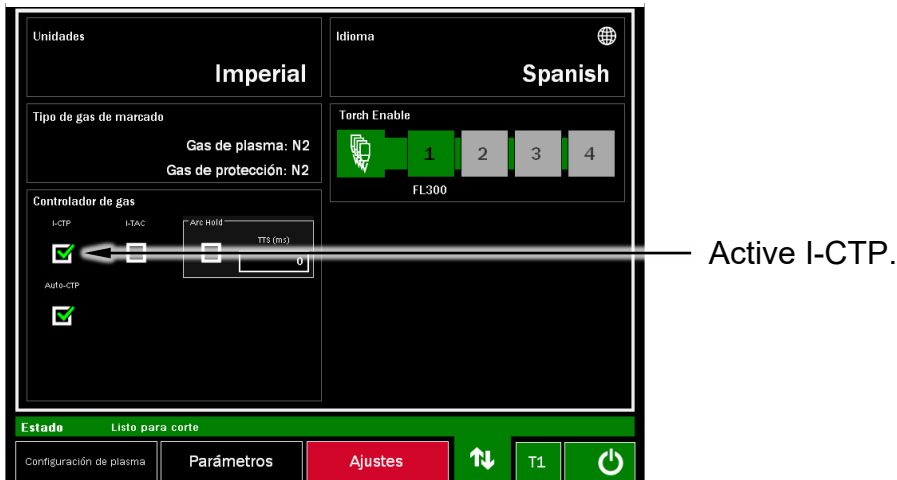 Unidades
Imperial
Idioma
Spanish
Tipo de gas de marcado
Gas de plasma: N2
Gas de protección: N2
Torch Enable
1 2 3 4
FL300
Controlador de gas
I-CTP I-TAC Arc Hold
TTS (ms)
0
Active I-CTP.
Auto-CTP
Estado Listo para corte
Configuración de plasma Parámetros Ajustes T1